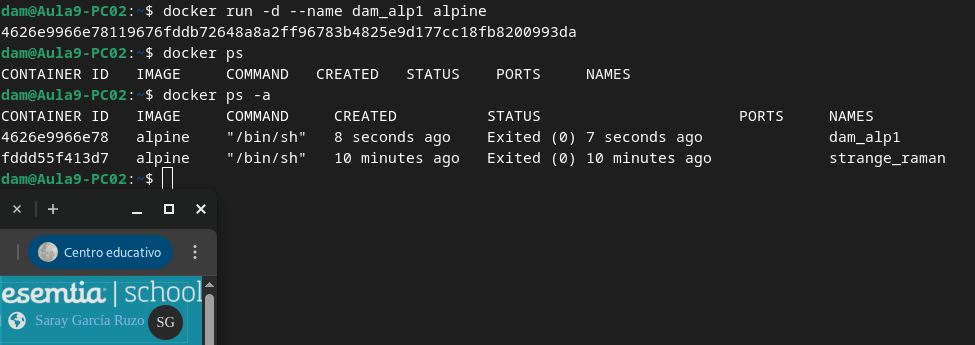 dam@Aula9-PC02:~$ docker run -d --name dam_alp1 alpine
4626e9966e78119676fddb72648a8a2ff96783b4825e9d177cc18fb8200993da
dam@Aula9-PC02:~$ docker ps
CONTAINER ID   IMAGE     COMMAND   CREATED   STATUS    PORTS     NAMES
dam@Aula9-PC02:~$ docker ps -a
CONTAINER ID   IMAGE     COMMAND     CREATED          STATUS                      PORTS     NAMES
4626e9966e78   alpine    "/bin/sh"   8 seconds ago    Exited (0) 7 seconds ago              dam_alp1
fddd55f413d7   alpine    "/bin/sh"   10 minutes ago   Exited (0) 10 minutes ago             strange_raman
dam@Aula9-PC02:~$
Centro educativo
esemtia | school
Saray García Ruzo SG